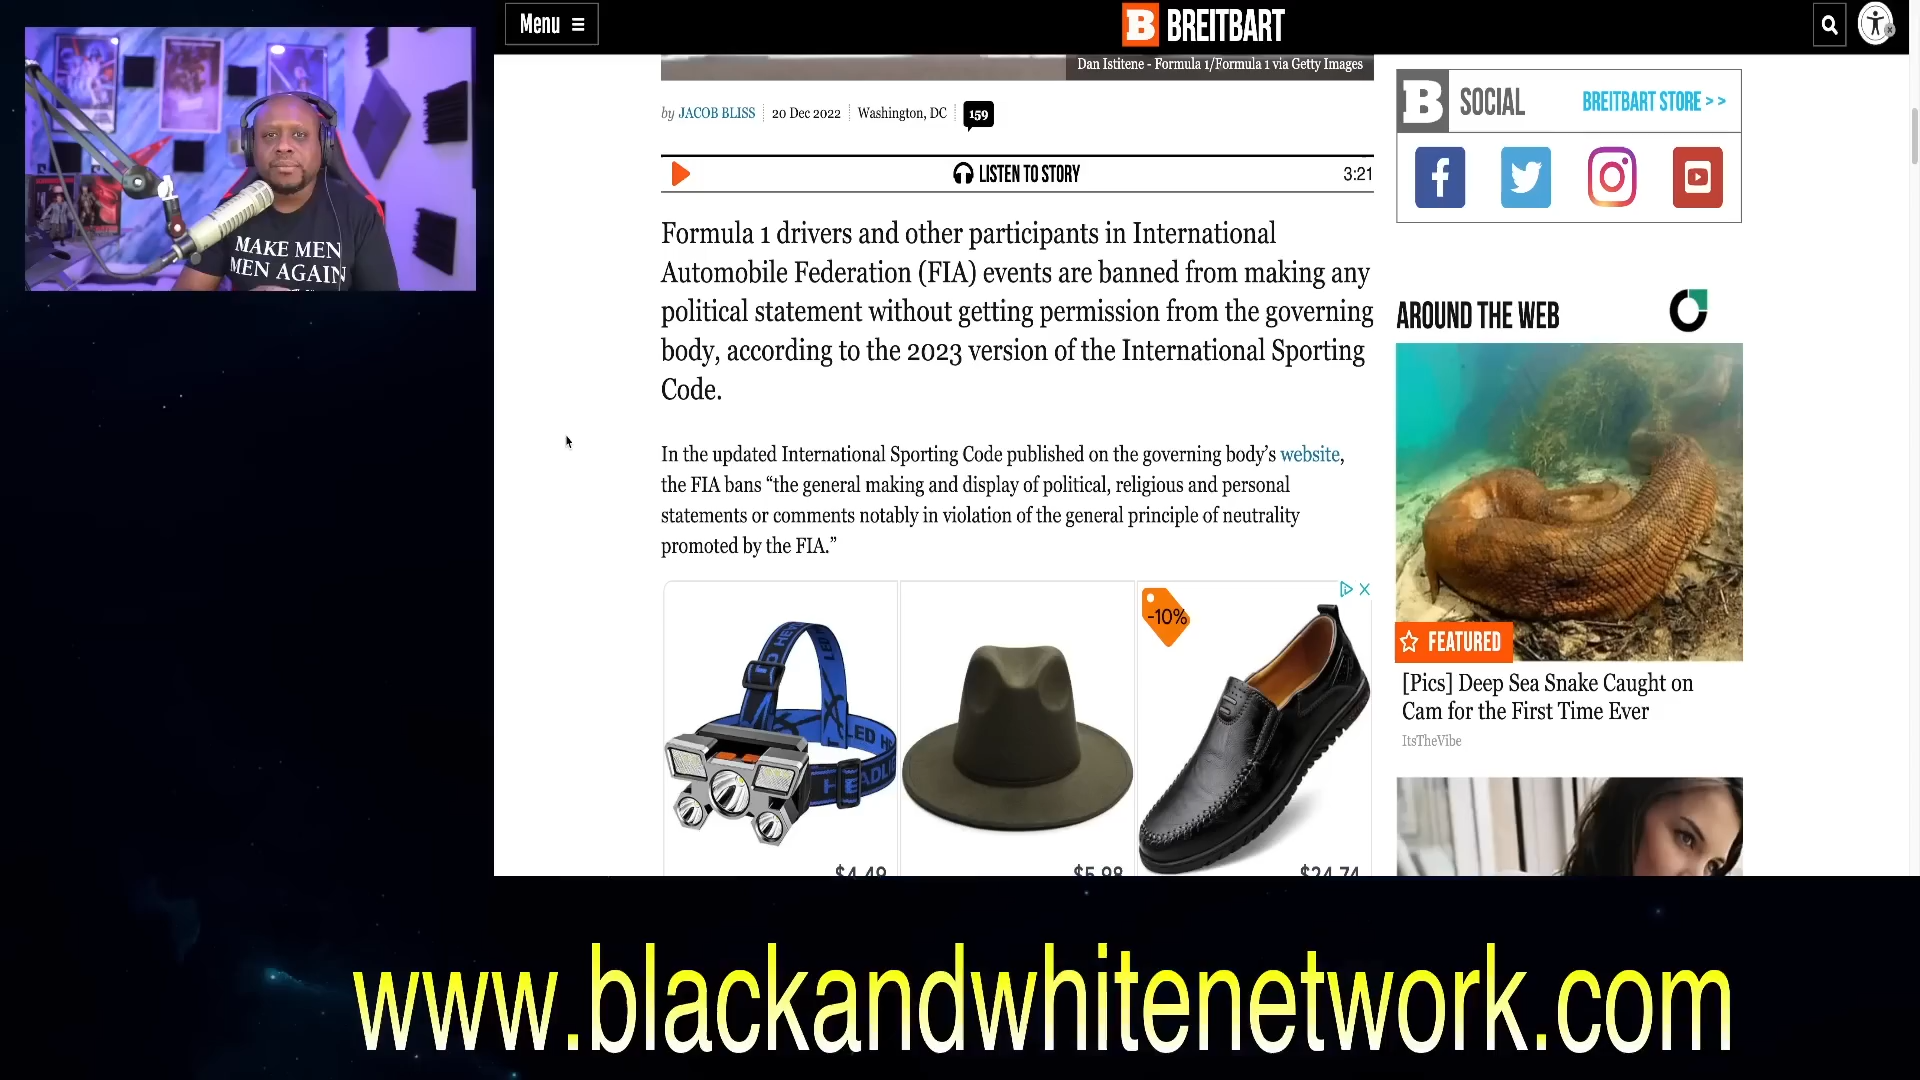 Menu
BREITBART
Dan Istitene - Formula 1/Formula 1 via Getty Images
by JACOB BLISS 20 Dec 2022 Washington, DC 159
LISTEN TO STORY 3:21
Formula 1 drivers and other participants in International
Automobile Federation (FIA) events are banned from making any
political statement without getting permission from the governing
body, according to the 2023 version of the International Sporting
Code.
In the updated International Sporting Code published on the governing body’s website,
the FIA bans “the general making and display of political, religious and personal
statements or comments notably in violation of the general principle of neutrality
promoted by the FIA.”
-10%
$4.49
$5.98
$24.74
B SOCIAL
BREITBART STORE > >
AROUND THE WEB
FEATURED
[Pics] Deep Sea Snake Caught on
Cam for the First Time Ever
ItsTheVibe
MAKE MEN
MEN AGAIN
www.blackandwhitenetwork.com